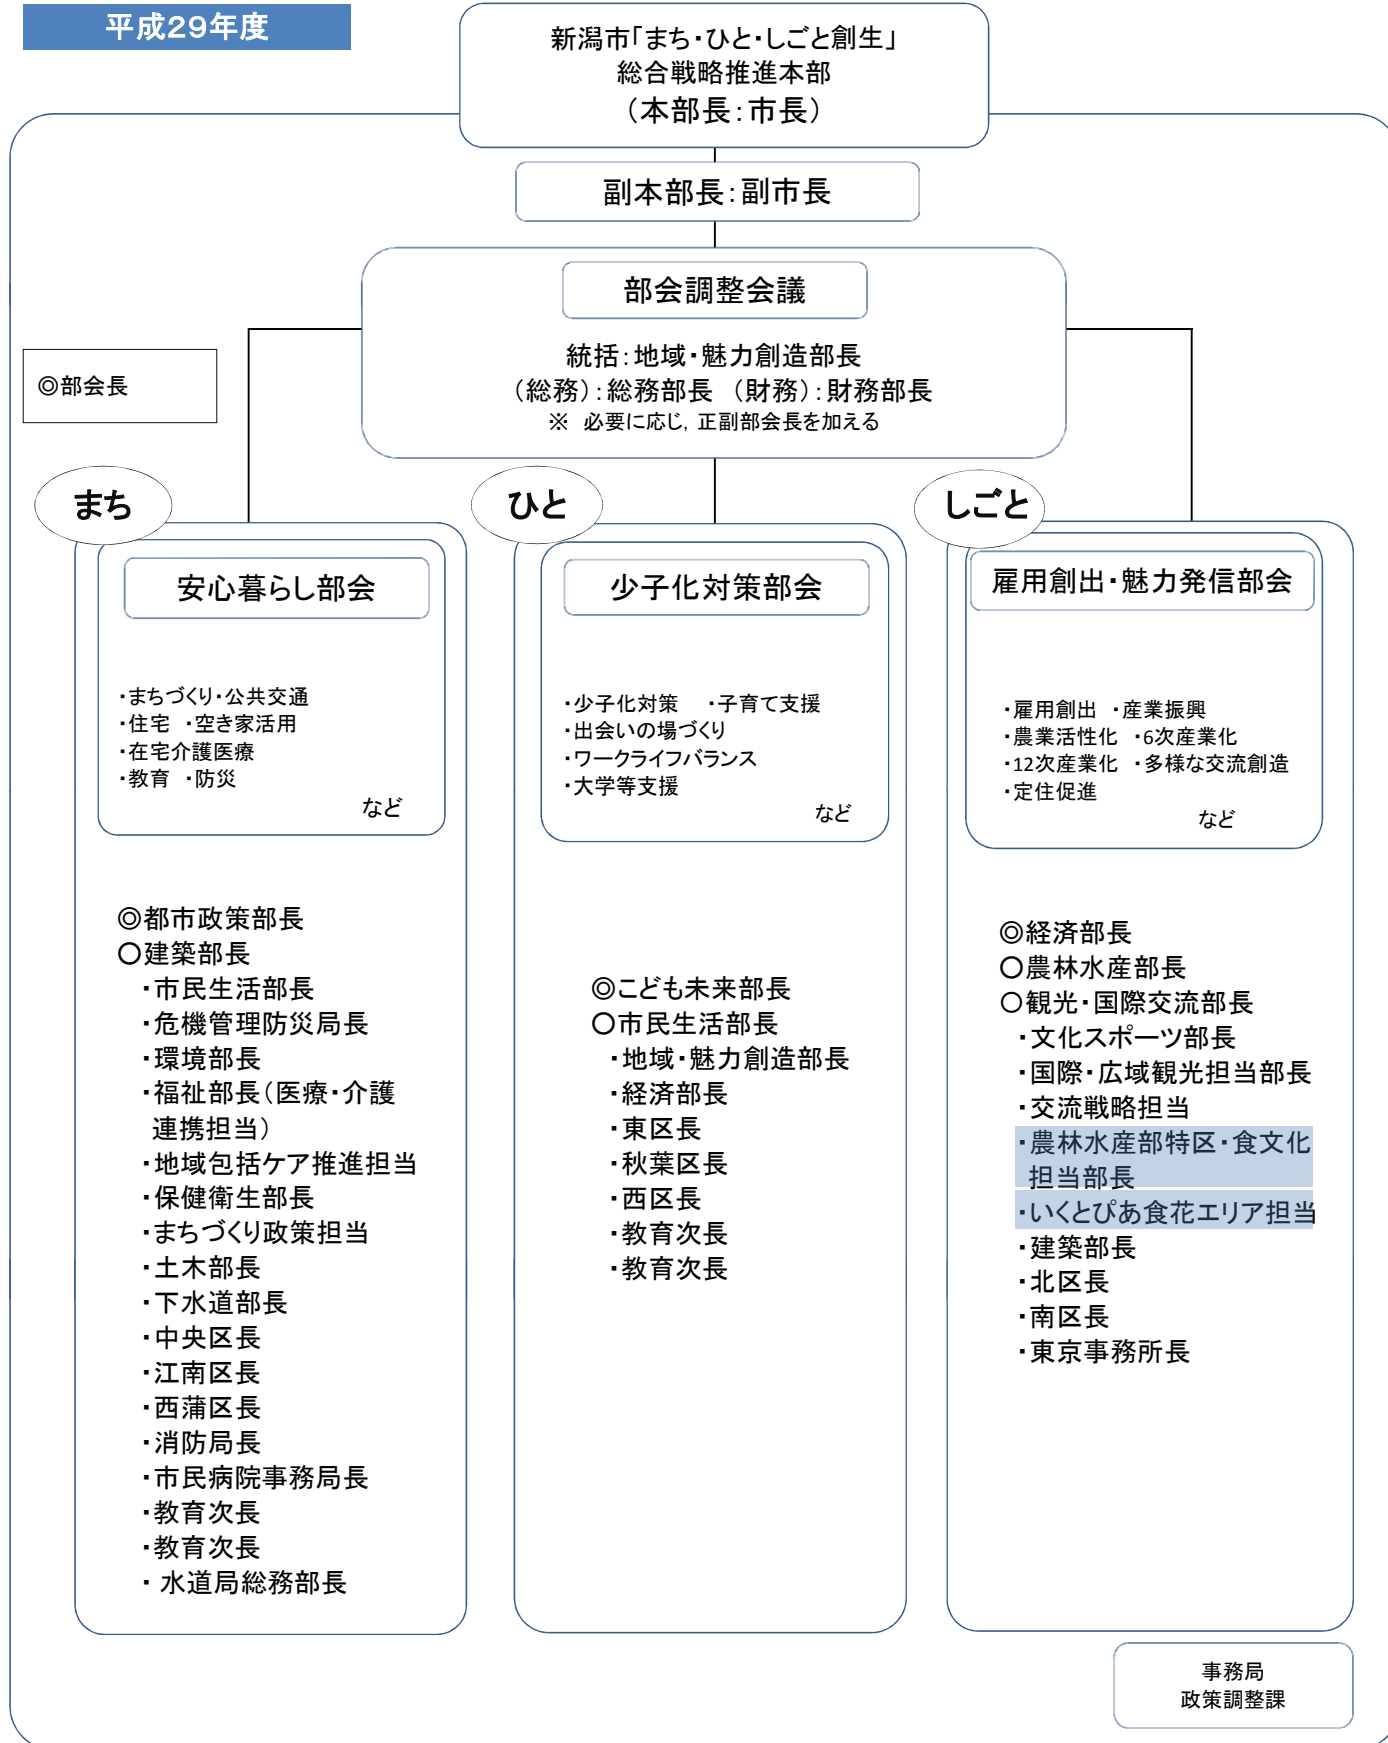 平成29年度
新潟市「まち・ひと・しごと創生」
総合戦略推進本部
（本部長：市長）
副本部長：副市長
部会調整会議
統括：地域・魅力創造部長
（総務）：総務部長　（財務）：財務部長
※　必要に応じ，正副部会長を加える
◎部会長
まち
安心暮らし部会
・まちづくり・公共交通
・住宅　・空き家活用
・在宅介護医療
・教育　・防災
など
◎都市政策部長
○建築部長
・市民生活部長
・危機管理防災局長
・環境部長
・福祉部長（医療・介護
連携担当）
・地域包括ケア推進担当
・保健衛生部長
・まちづくり政策担当
・土木部長
・下水道部長
・中央区長
・江南区長
・西蒲区長
・消防局長
・市民病院事務局長
・教育次長
・教育次長
・ 水道局総務部長
ひと
少子化対策部会
・少子化対策　・子育て支援
・出会いの場づくり
・ワークライフバランス
・大学等支援
など
◎こども未来部長
○市民生活部長
・地域・魅力創造部長
・経済部長
・東区長
・秋葉区長
・西区長
・教育次長
・教育次長
しごと
雇用創出・魅力発信部会
・雇用創出　・産業振興
・農業活性化　・6次産業化
・12次産業化　・多様な交流創造
・定住促進
など
◎経済部長
○農林水産部長
○観光・国際交流部長
・文化スポーツ部長
・国際・広域観光担当部長
・交流戦略担当
・農林水産部特区・食文化
担当部長
・いくとぴあ食花エリア担当
・建築部長
・北区長
・南区長
・東京事務所長
事務局
政策調整課